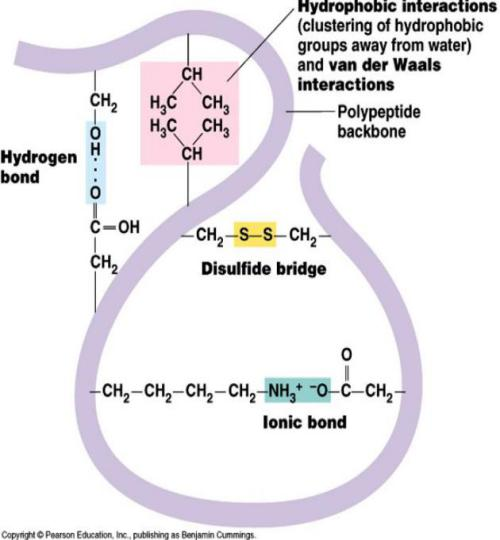 Hydrophobic interactions
(clustering of hydrophobic
groups away from water)
and van der Waals
interactions
Polypeptide
backbone
CH
H₃C CH₃
H₃C CH₃
CH
CH₂
O
H
O
C=OH
CH₂
Hydrogen
bond
–CH₂–S–S–CH₂–
Disulfide bridge
O
–CH₂–CH₂–CH₂–CH₂–NH₃⁺ ⁻O–C–CH₂–
Ionic bond
Copyright © Pearson Education, Inc., publishing as Benjamin Cummings.